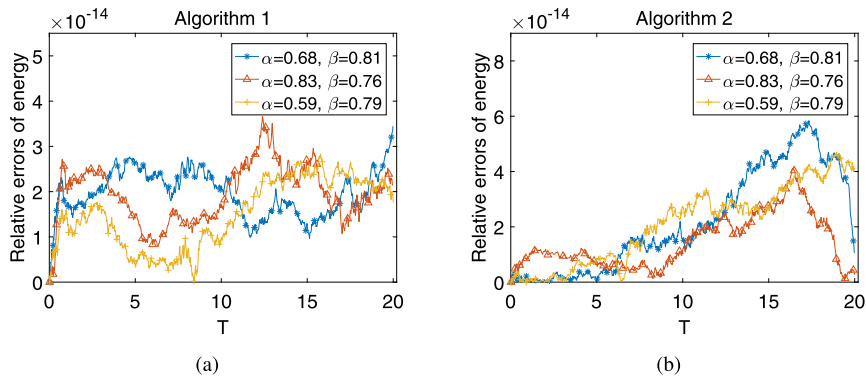 Algorithm 1
×10⁻¹⁴
5
4
3
2
1
0
Relative errors of energy
α=0.68, β=0.81
α=0.83, β=0.76
α=0.59, β=0.79
0 5 10 15 20
T
(a)
Algorithm 2
×10⁻¹⁴
8
6
4
2
0
Relative errors of energy
α=0.68, β=0.81
α=0.83, β=0.76
α=0.59, β=0.79
0 5 10 15 20
T
(b)